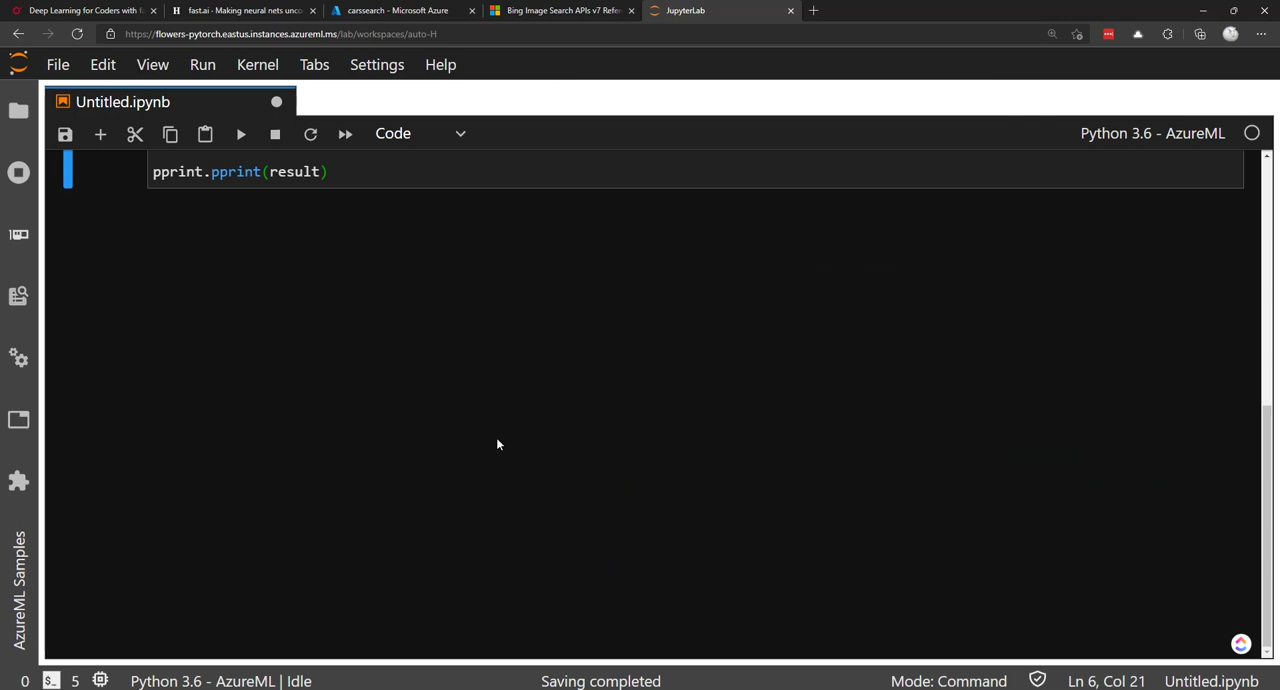 Deep Learning for Coders with fa
fast.ai · Making neural nets unco
carssearch - Microsoft Azure
Bing Image Search APIs v7 Refer
JupyterLab
https://flowers-pytorch.eastus.instances.azureml.ms/lab/workspaces/auto-H
File Edit View Run Kernel Tabs Settings Help
Untitled.ipynb
Code
Python 3.6 - AzureML
pprint.pprint(result)
AzureML Samples
0 $_ 5 Python 3.6 - AzureML | Idle Saving completed Mode: Command Ln 6, Col 21 Untitled.ipynb